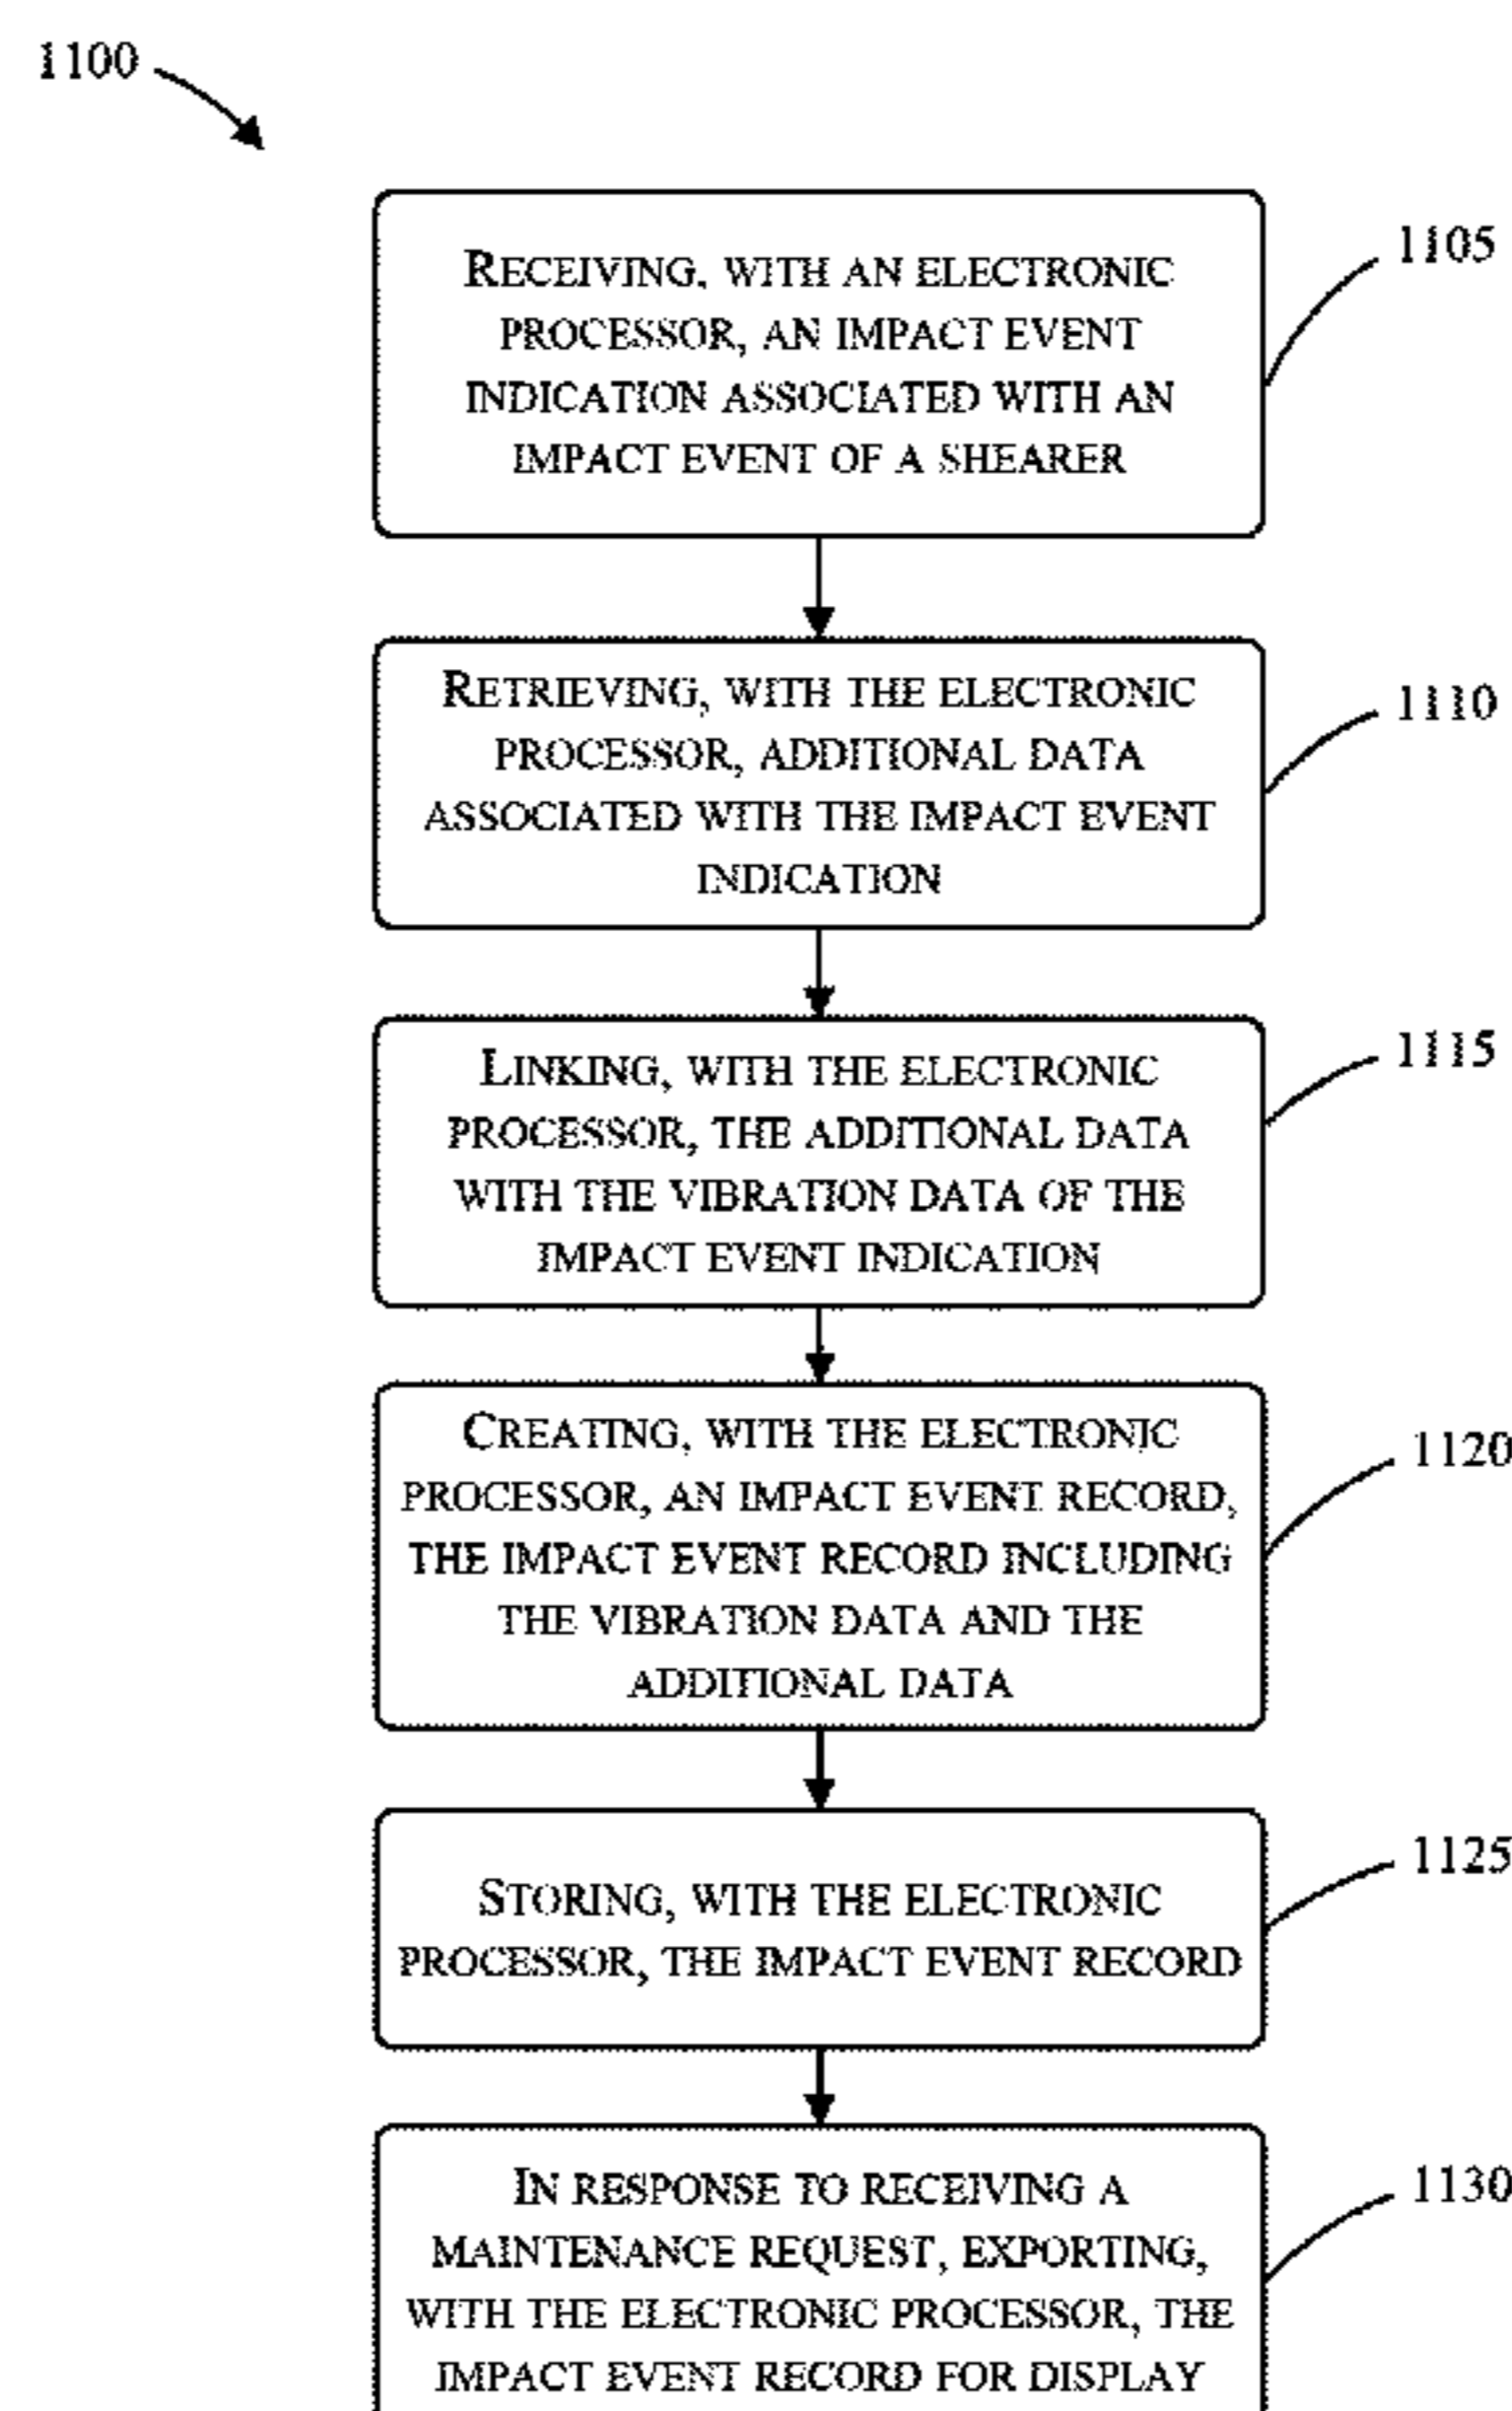 1100
RECEIVING, WITH AN ELECTRONIC
PROCESSOR, AN IMPACT EVENT
INDICATION ASSOCIATED WITH AN
IMPACT EVENT OF A SHEARER
1105
RETRIEVING, WITH THE ELECTRONIC
PROCESSOR, ADDITIONAL DATA
ASSOCIATED WITH THE IMPACT EVENT
INDICATION
1110
LINKING, WITH THE ELECTRONIC
PROCESSOR, THE ADDITIONAL DATA
WITH THE VIBRATION DATA OF THE
IMPACT EVENT INDICATION
1115
CREATING, WITH THE ELECTRONIC
PROCESSOR, AN IMPACT EVENT RECORD,
THE IMPACT EVENT RECORD INCLUDING
THE VIBRATION DATA AND THE
ADDITIONAL DATA
1120
STORING, WITH THE ELECTRONIC
PROCESSOR, THE IMPACT EVENT RECORD
1125
IN RESPONSE TO RECEIVING A
MAINTENANCE REQUEST, EXPORTING,
WITH THE ELECTRONIC PROCESSOR, THE
IMPACT EVENT RECORD FOR DISPLAY
1130